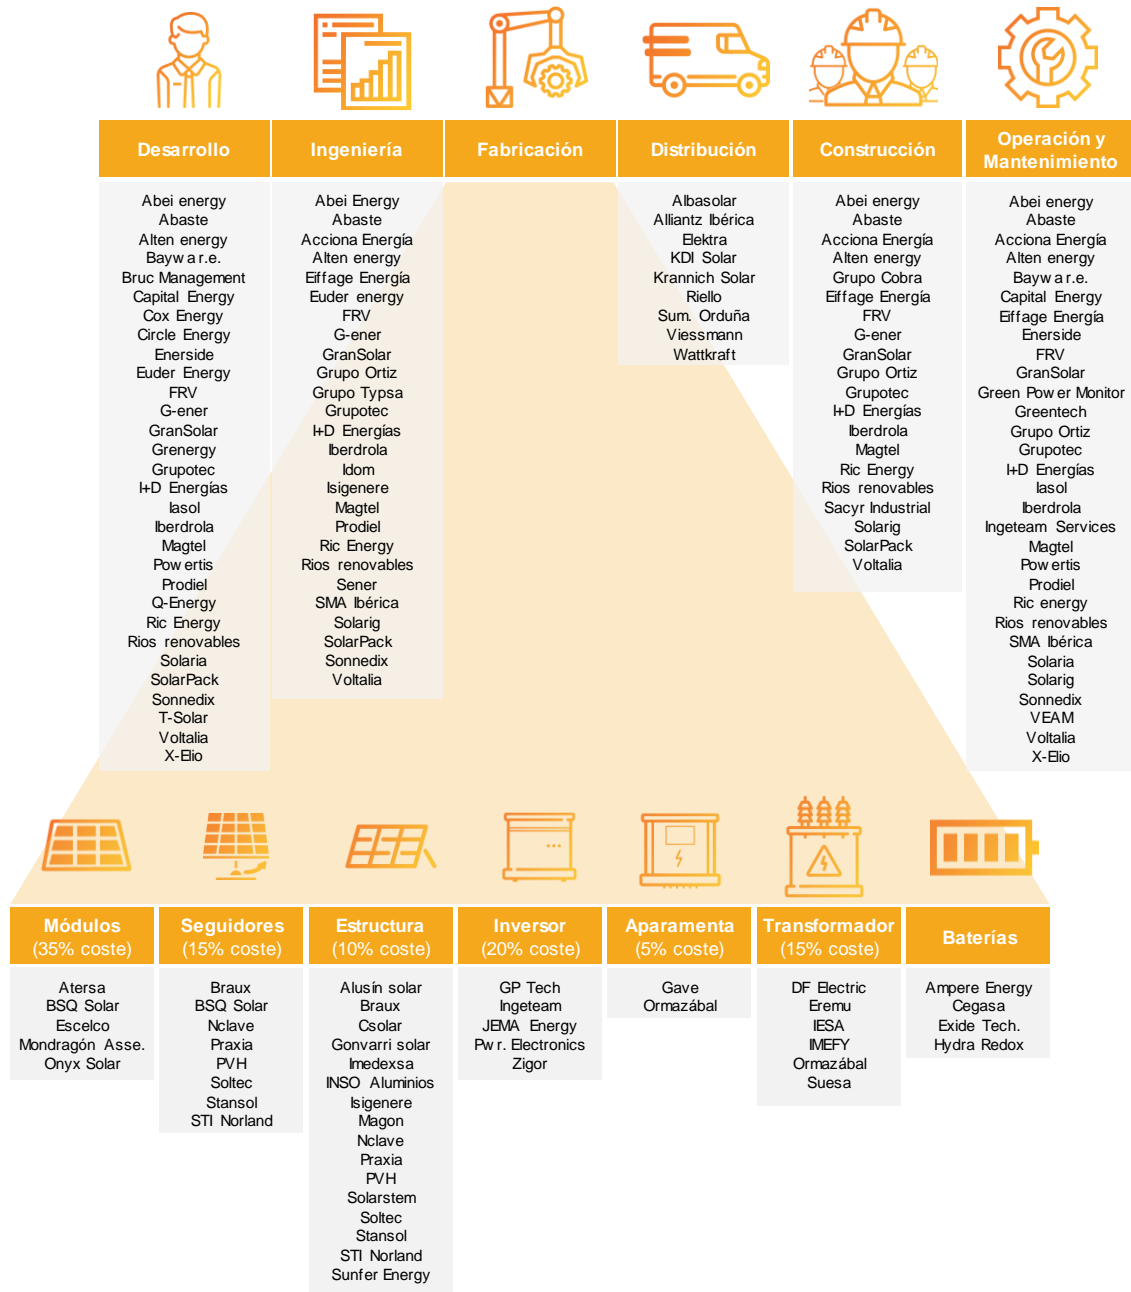 Desarrollo
Abei energy
Abaste
Alten energy
Baywa r.e.
Bruc Management
Capital Energy
Cox Energy
Circle Energy
Enerside
Euder Energy
FRV
G-ener
GranSolar
Grenergy
Grupotec
I+D Energías
Iasol
Iberdrola
Magtel
Powertis
Prodiel
Q-Energy
Ric Energy
Rios renovables
Solaria
SolarPack
Sonnedix
T-Solar
Voltalia
X-Elio
Ingeniería
Abei Energy
Abaste
Acciona Energía
Alten energy
Eiffage Energía
Euder energy
FRV
G-ener
GranSolar
Grupo Ortiz
Grupo Typsa
Grupotec
I+D Energías
Iberdrola
Idom
Isigenere
Magtel
Prodiel
Ric Energy
Rios renovables
Sener
SMA Ibérica
Solarig
SolarPack
Sonnedix
Voltalia
Fabricación
Distribución
Albasolar
Alliantz Ibérica
Elektra
KDI Solar
Krannich Solar
Riello
Sum. Orduña
Viessmann
Wattkraft
Construcción
Abei energy
Abaste
Acciona Energía
Alten energy
Grupo Cobra
Eiffage Energía
FRV
G-ener
GranSolar
Grupo Ortiz
Grupotec
I+D Energías
Iberdrola
Magtel
Ric Energy
Rios renovables
Sacyr Industrial
Solarig
SolarPack
Voltalia
Operación y
Mantenimiento
Abei energy
Abaste
Acciona Energía
Alten energy
Baywa r.e.
Capital Energy
Eiffage Energía
Enerside
FRV
GranSolar
Green Power Monitor
Greentech
Grupo Ortiz
Grupotec
I+D Energías
Iasol
Iberdrola
Ingeteam Services
Magtel
Powertis
Prodiel
Ric energy
Rios renovables
SMA Ibérica
Solaria
Solarig
Sonnedix
VEAM
Voltalia
X-Elio
Módulos
(35% coste)
Atersa
BSQ Solar
Escelco
Mondragón Asse.
Onyx Solar
Seguidores
(15% coste)
Braux
BSQ Solar
Nclave
Praxia
PVH
Soltec
Stansol
STI Norland
Estructura
(10% coste)
Alusín solar
Braux
Csolar
Gonvarri solar
Imedexsa
INSO Aluminios
Isigenere
Magon
Nclave
Praxia
PVH
Solarstem
Soltec
Stansol
STI Norland
Sunfer Energy
Inversor
(20% coste)
GP Tech
Ingeteam
JEMA Energy
Pwr. Electronics
Zigor
Aparamenta
(5% coste)
Gave
Ormazábal
Transformador
(15% coste)
DF Electric
Eremu
IESA
IMEFY
Ormazábal
Suesa
Baterías
Ampere Energy
Cegasa
Exide Tech.
Hydra Redox